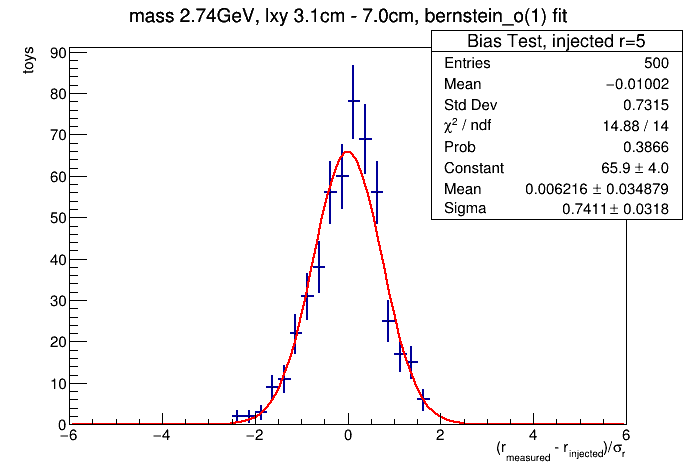 mass 2.74GeV, lxy 3.1cm - 7.0cm, bernstein_o(1) fit
Bias Test, injected r=5
Entries 500
Mean −0.01002
Std Dev 0.7315
χ² / ndf 14.88 / 14
Prob 0.3866
Constant 65.9 ± 4.0
Mean 0.006216 ± 0.034879
Sigma 0.7411 ± 0.0318
toys
90
80
70
60
50
40
30
20
10
0
−6 −4 −2 0 2 4 6
(r_measured - r_injected)/σ_r